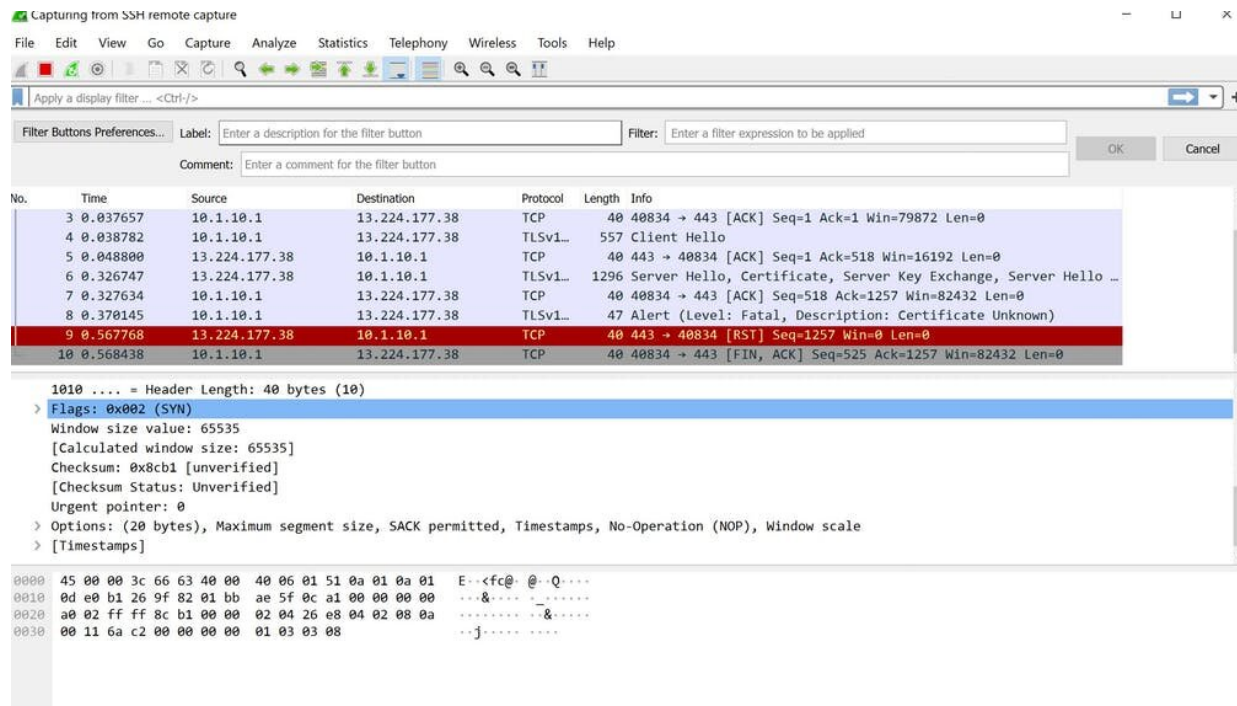 Capturing from SSH remote capture
File Edit View Go Capture Analyze Statistics Telephony Wireless Tools Help
Apply a display filter ... <Ctrl-/>
Filter Buttons Preferences... Label: Enter a description for the filter button Filter: Enter a filter expression to be applied OK Cancel
Comment: Enter a comment for the filter button
No. Time Source Destination Protocol Length Info
3 0.037657 10.1.10.1 13.224.177.38 TCP 40 40834 → 443 [ACK] Seq=1 Ack=1 Win=79872 Len=0
4 0.038782 10.1.10.1 13.224.177.38 TLSv1… 557 Client Hello
5 0.048800 13.224.177.38 10.1.10.1 TCP 40 443 → 40834 [ACK] Seq=1 Ack=518 Win=16192 Len=0
6 0.326747 13.224.177.38 10.1.10.1 TLSv1… 1296 Server Hello, Certificate, Server Key Exchange, Server Hello …
7 0.327634 10.1.10.1 13.224.177.38 TCP 40 40834 → 443 [ACK] Seq=518 Ack=1257 Win=82432 Len=0
8 0.370145 10.1.10.1 13.224.177.38 TLSv1… 47 Alert (Level: Fatal, Description: Certificate Unknown)
9 0.567768 13.224.177.38 10.1.10.1 TCP 40 443 → 40834 [RST] Seq=1257 Win=0 Len=0
10 0.568438 10.1.10.1 13.224.177.38 TCP 40 40834 → 443 [FIN, ACK] Seq=525 Ack=1257 Win=82432 Len=0
1010 .... = Header Length: 40 bytes (10)
Flags: 0x002 (SYN)
Window size value: 65535
[Calculated window size: 65535]
Checksum: 0x8cb1 [unverified]
[Checksum Status: Unverified]
Urgent pointer: 0
Options: (20 bytes), Maximum segment size, SACK permitted, Timestamps, No-Operation (NOP), Window scale
[Timestamps]
0000 45 00 00 3c 66 63 40 00 40 06 01 51 0a 01 0a 01 E··<fc@· @··Q····
0010 0d e0 b1 26 9f 82 01 bb ae 5f 0c a1 00 00 00 00 ···&···· ·_······
0020 a0 02 ff ff 8c b1 00 00 02 04 26 e8 04 02 08 0a ········ ··&·····
0030 00 11 6a c2 00 00 00 00 01 03 03 08 ··j····· ····